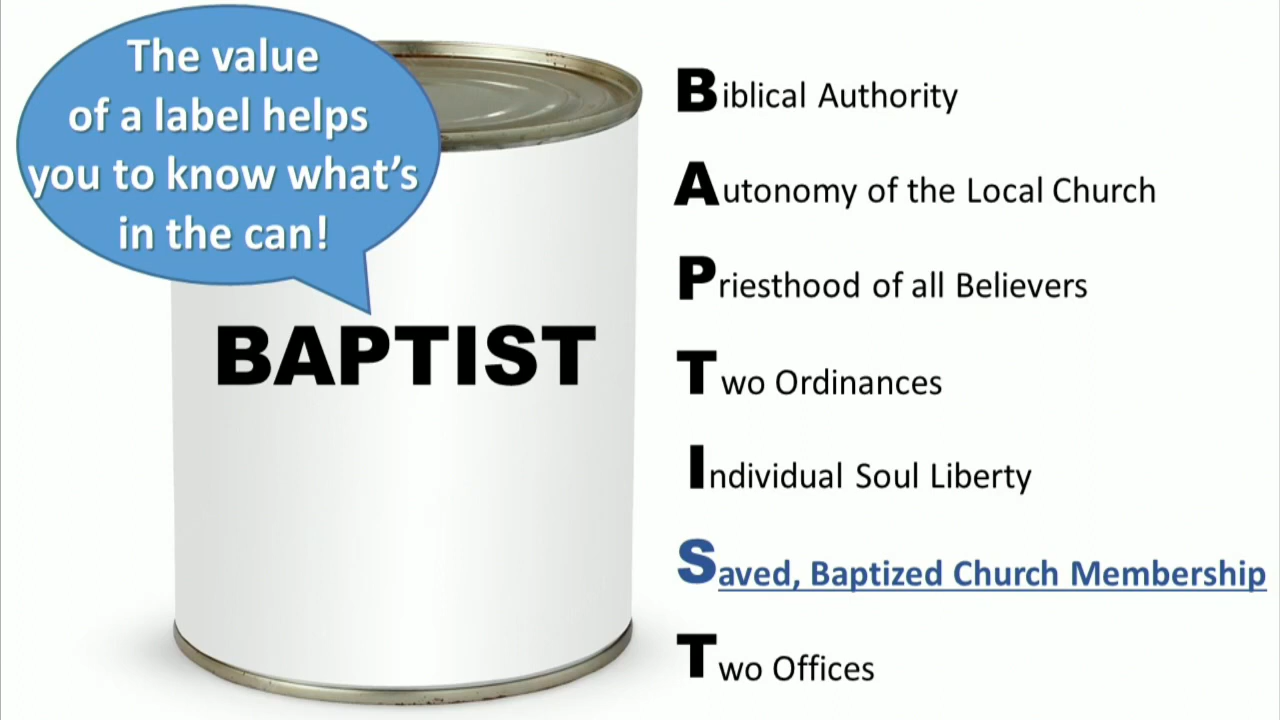 The value
of a label helps
you to know what's
in the can!
BAPTIST
Biblical Authority
Autonomy of the Local Church
Priesthood of all Believers
Two Ordinances
Individual Soul Liberty
Saved, Baptized Church Membership
Two Offices